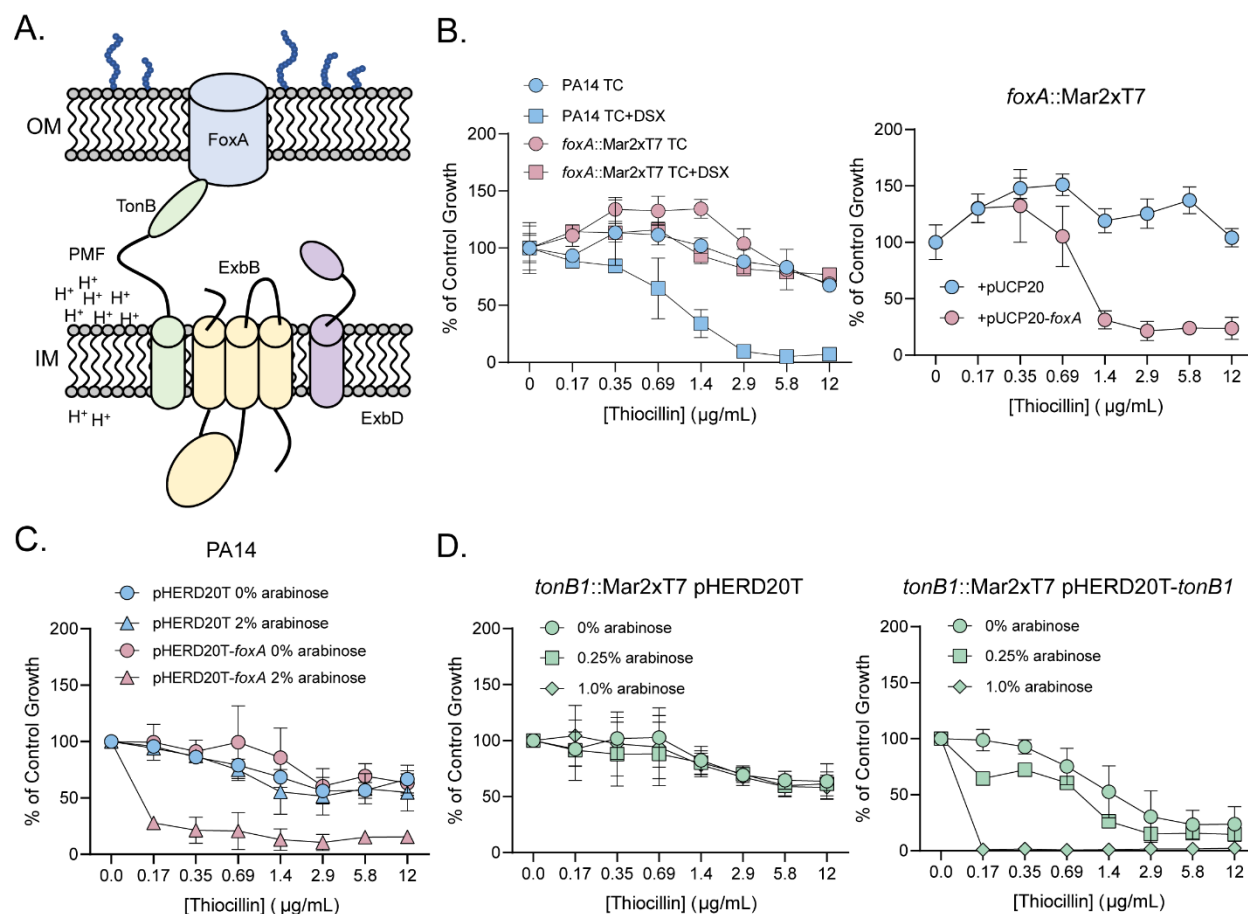 A.
OM
FoxA
TonB
PMF
ExbB
H⁺
H⁺ H⁺
H⁺ H⁺ H⁺
H⁺ H⁺ H⁺
IM
H⁺ H⁺
ExbD
B.
PA14 TC
PA14 TC+DSX
foxA::Mar2xT7 TC
foxA::Mar2xT7 TC+DSX
% of Control Growth
200
150
100
50
0
0 0.17 0.35 0.69 1.4 2.9 5.8 12
[Thiocillin] ( µg/mL)
foxA::Mar2xT7
% of Control Growth
200
150
100
50
0
+pUCP20
+pUCP20-foxA
0 0.17 0.35 0.69 1.4 2.9 5.8 12
[Thiocillin] ( µg/mL)
C.
PA14
pHERD20T 0% arabinose
pHERD20T 2% arabinose
pHERD20T-foxA 0% arabinose
pHERD20T-foxA 2% arabinose
% of Control Growth
200
150
100
50
0
0.0 0.17 0.35 0.69 1.4 2.9 5.8 12
[Thiocillin] (µg/mL)
D.
tonB1::Mar2xT7 pHERD20T
0% arabinose
0.25% arabinose
1.0% arabinose
% of Control Growth
200
150
100
50
0
0.0 0.17 0.35 0.69 1.4 2.9 5.8 12
[Thiocillin] (µg/mL)
tonB1::Mar2xT7 pHERD20T-tonB1
0% arabinose
0.25% arabinose
1.0% arabinose
% of Control Growth
200
150
100
50
0
0.0 0.17 0.35 0.69 1.4 2.9 5.8 12
[Thiocillin] (µg/mL)